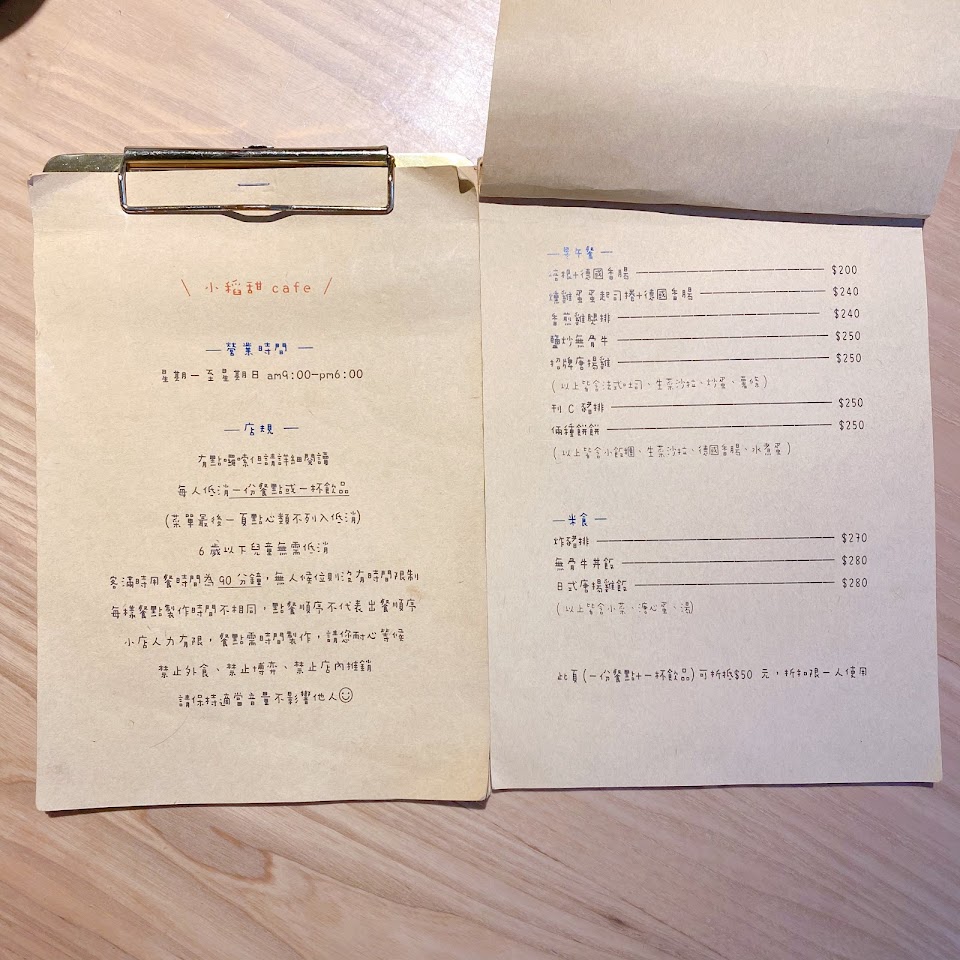 \ 小稻甜 cafe /
— 營業時間 —
星期一至星期日 am9:00-pm6:00
— 店規 —
有點囉嗦但請詳細閱讀
每人低消一份餐點或一杯飲品
(菜單最後一頁點心類不列入低消)
6 歲以下兒童無需低消
客滿時用餐時間為 90 分鐘，無人候位則沒有時間限制
每樣餐點製作時間不相同，點餐順序不代表出餐順序
小店人力有限，餐點需時間製作，請您耐心等候
禁止外食、禁止博弈、禁止店內推銷
請保持適當音量不影響他人☺
— 早午餐 —
培根+德國香腸 $200
燻雞蛋蛋起司捲+德國香腸 $240
香煎雞腿排 $240
鹽炒無骨牛 $250
招牌唐揚雞 $250
(以上皆含法式吐司、生菜沙拉、炒蛋、薯條)
刑 C 豬排 $250
倆種餅餅 $250
(以上皆含小飯糰、生菜沙拉、德國香腸、水煮蛋)
— 米食 —
炸豬排 $270
無骨牛丼飯 $280
日式唐揚雞飯 $280
(以上皆含小菜、溏心蛋、湯)
此頁 (一份餐點+一杯飲品) 可折抵$50 元，折扣限一人使用